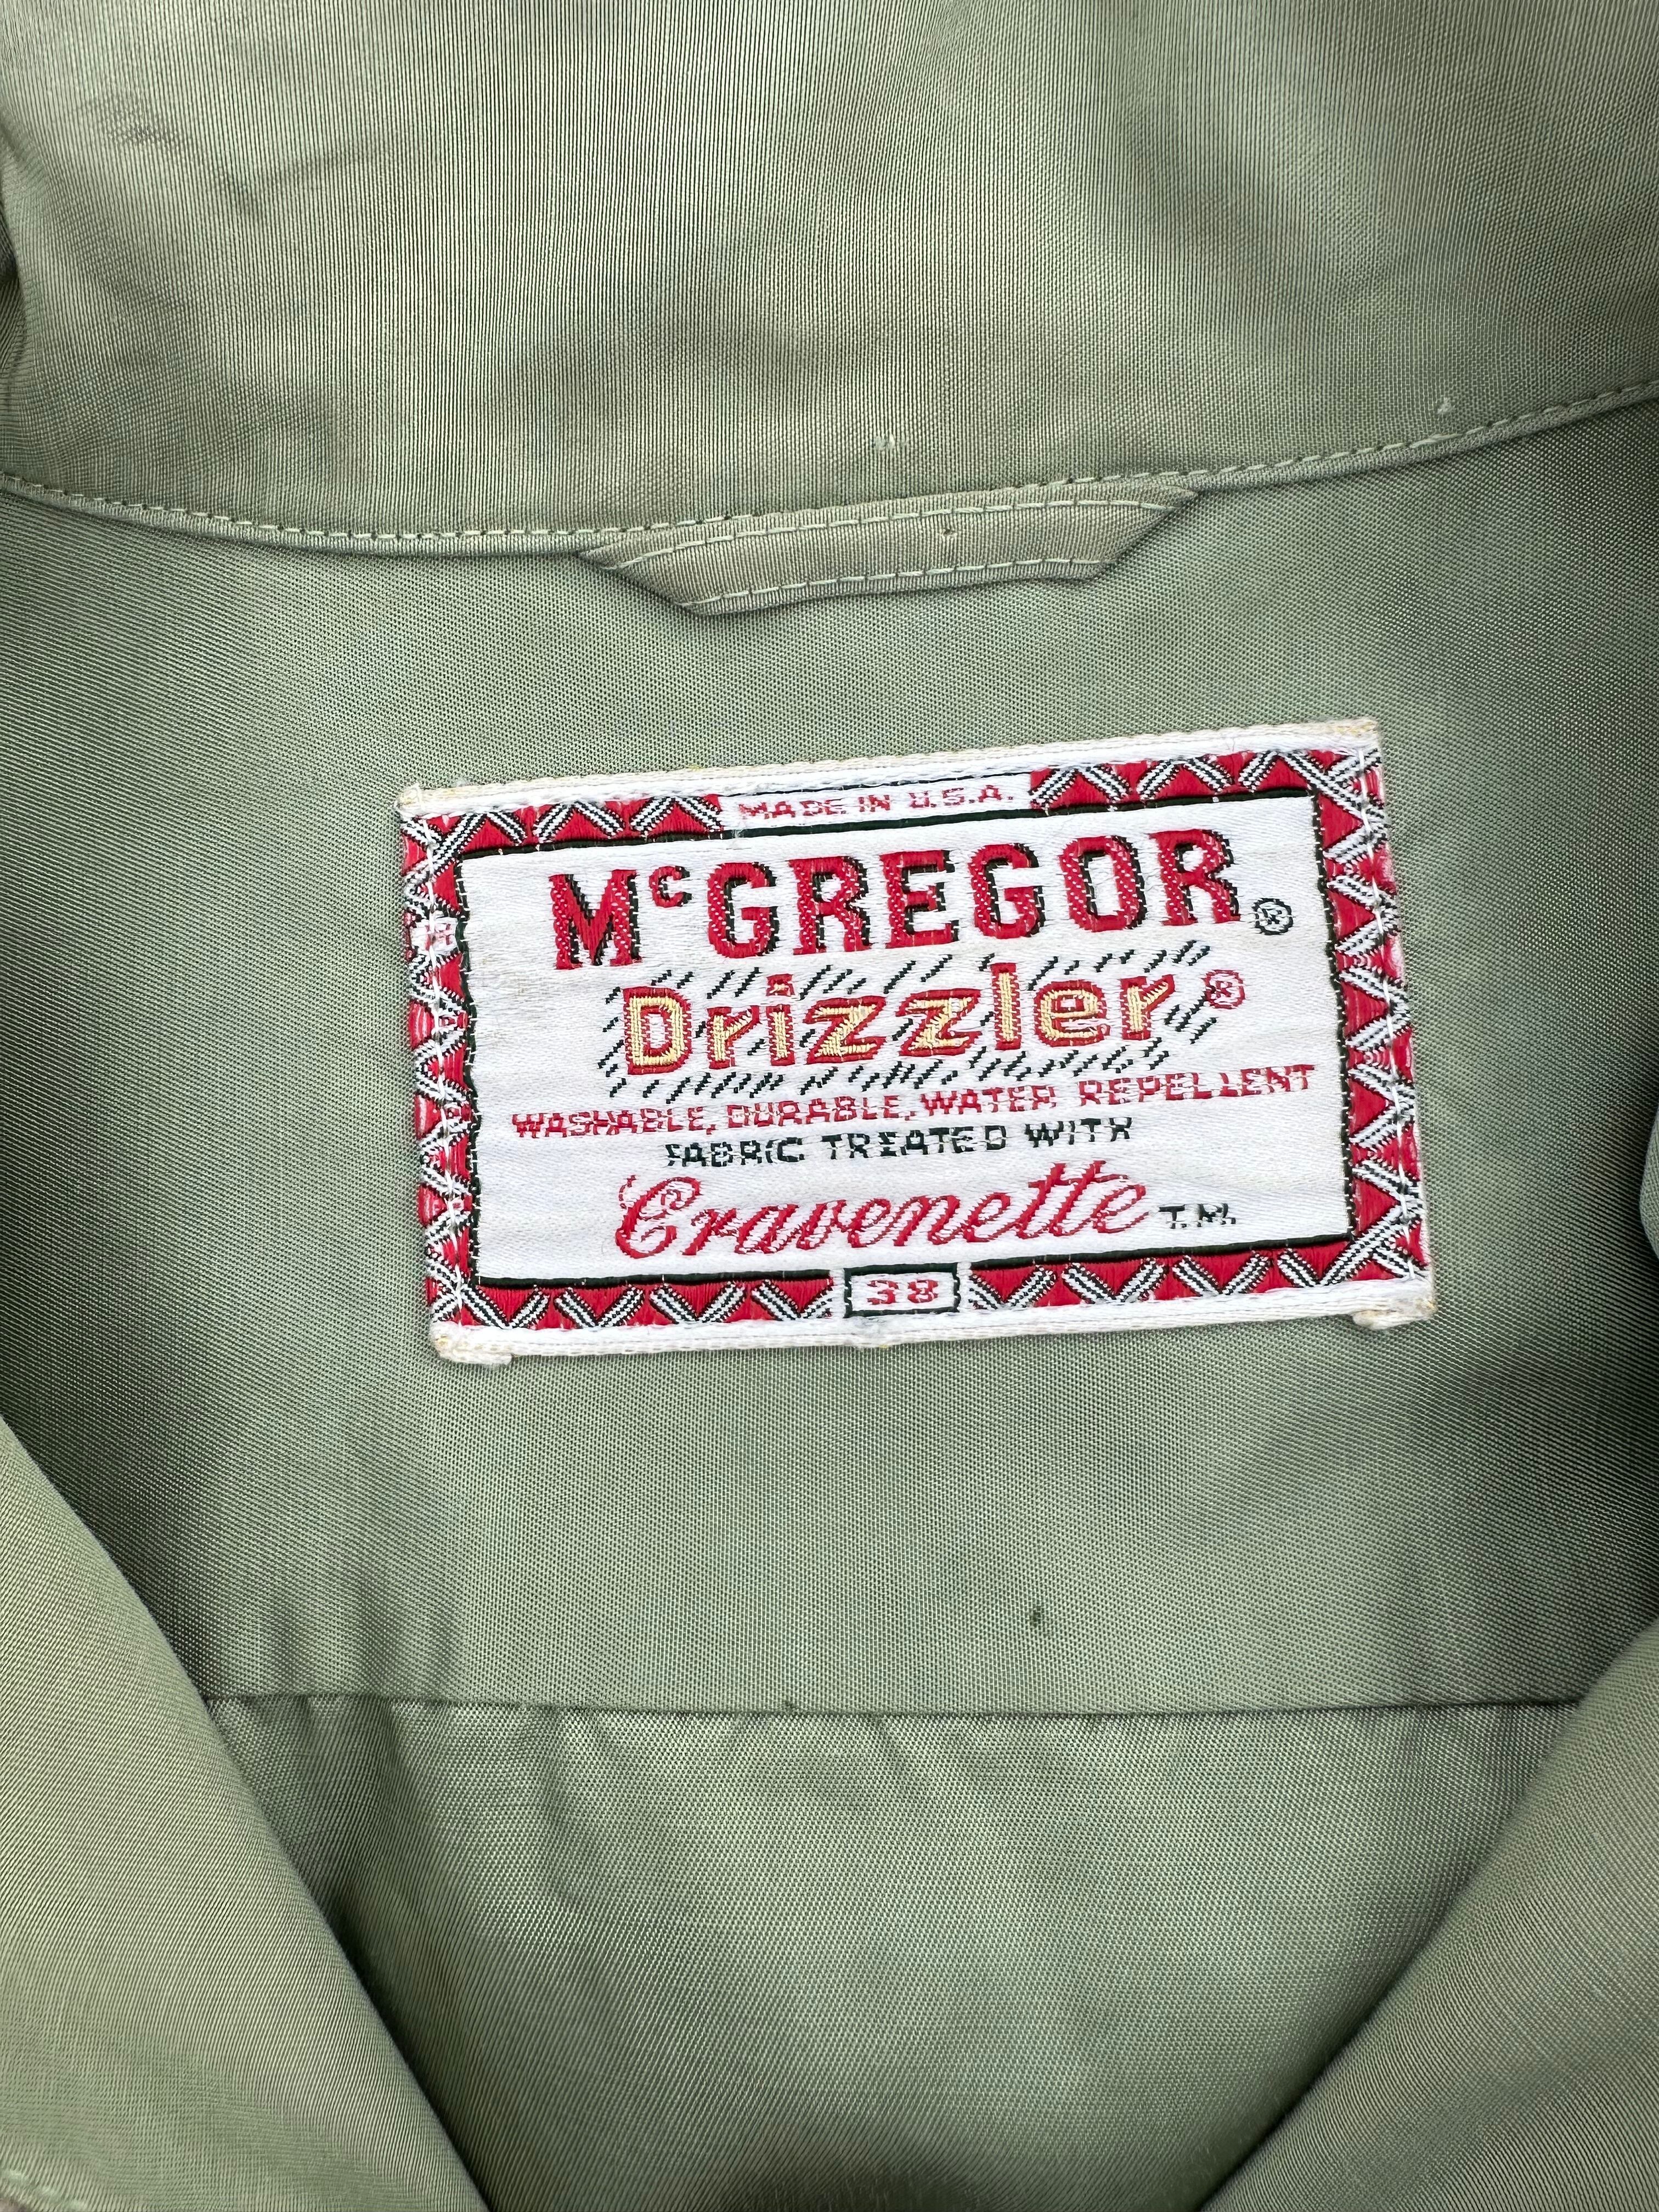 MADE IN U.S.A.
McGREGOR®
Drizzler®
WASHABLE, DURABLE, WATER REPELLENT
FABRIC TREATED WITH
Cravenette T.M.
38